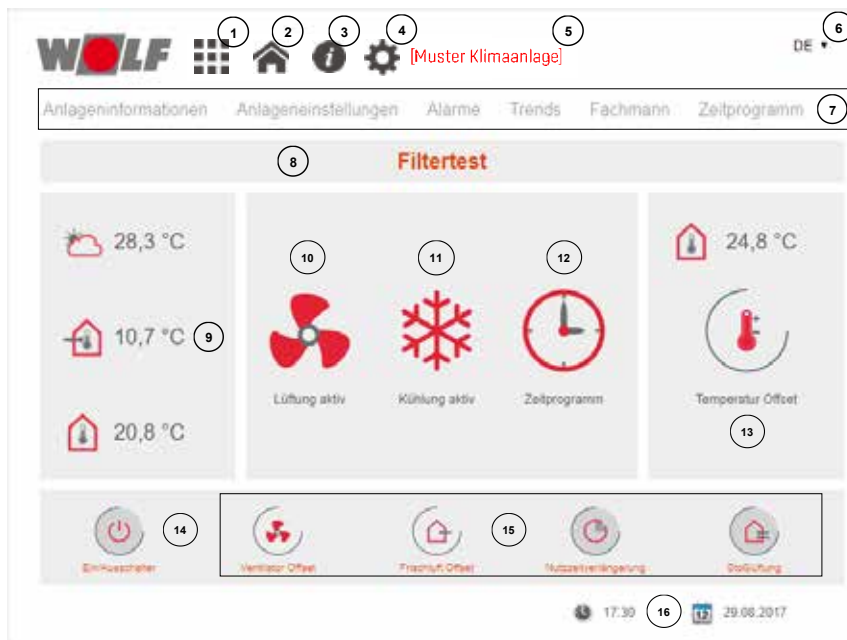 1 2 3 4 5 6
WOLF [Muster Klimaanlage] DE
Anlageninformationen Anlageneinstellungen Alarme Trends Fachmann Zeitprogramm 7
8 Filtertest
28,3 °C 24,8 °C
10 11 12
10,7 °C 9
Lüftung aktiv Kühlung aktiv Zeitprogramm Temperatur Offset
20,8 °C 13
14 15
Ein/Ausschalter Ventilator Offset Frischluft Offset Nutzzeitverlängerung Stoßlüftung
17:30 16 12 29.08.2017